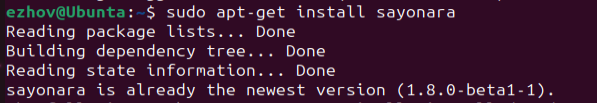 ezhov@Ubuntu:~$ sudo apt-get install sayonara
Reading package lists... Done
Building dependency tree... Done
Reading state information... Done
sayonara is already the newest version (1.8.0-beta1-1).